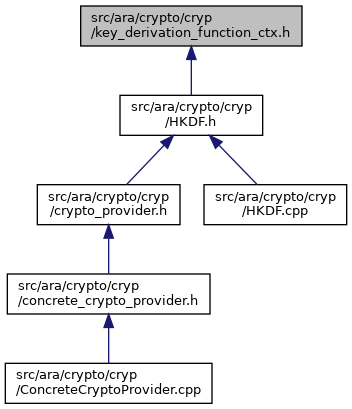 src/ara/crypto/cryp
/key_derivation_function_ctx.h
src/ara/crypto/cryp
/HKDF.h
src/ara/crypto/cryp
/crypto_provider.h
src/ara/crypto/cryp
/HKDF.cpp
src/ara/crypto/cryp
/concrete_crypto_provider.h
src/ara/crypto/cryp
/ConcreteCryptoProvider.cpp